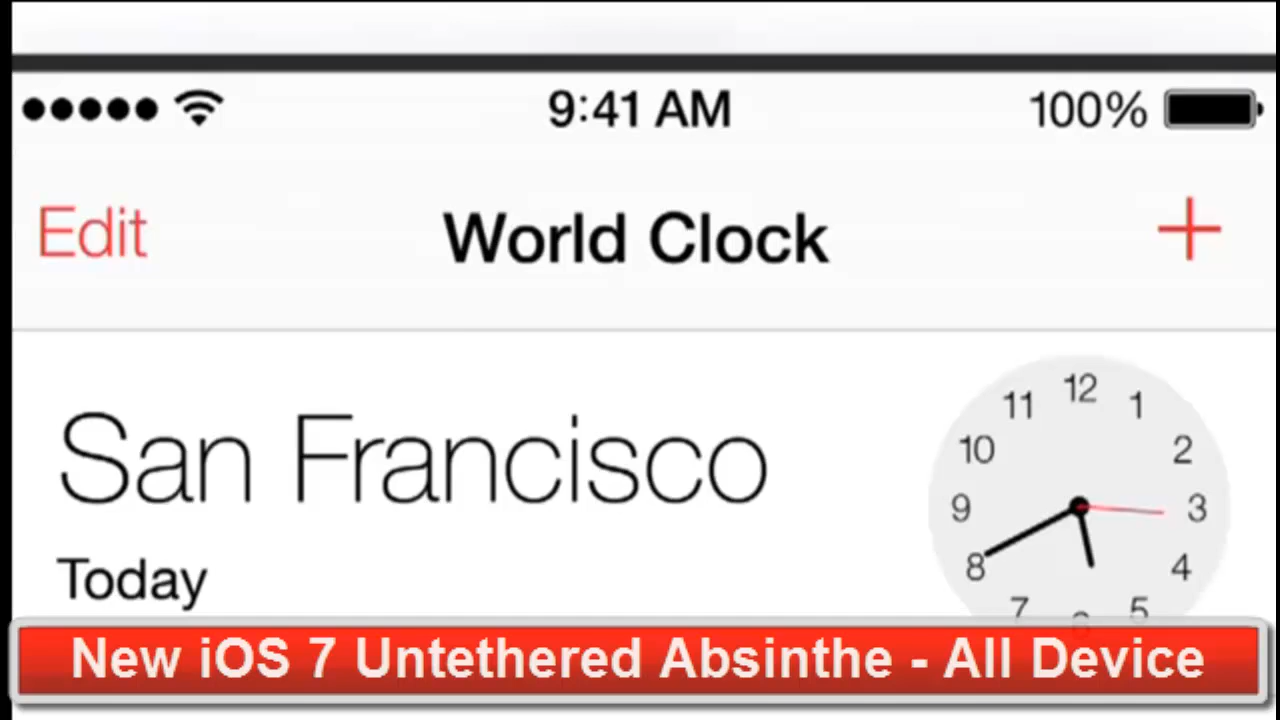 9:41 AM 100%
Edit World Clock +
San Francisco
Today
12
11 1
10 2
9 3
8 4
7 5
6
New iOS 7 Untethered Absinthe - All Device